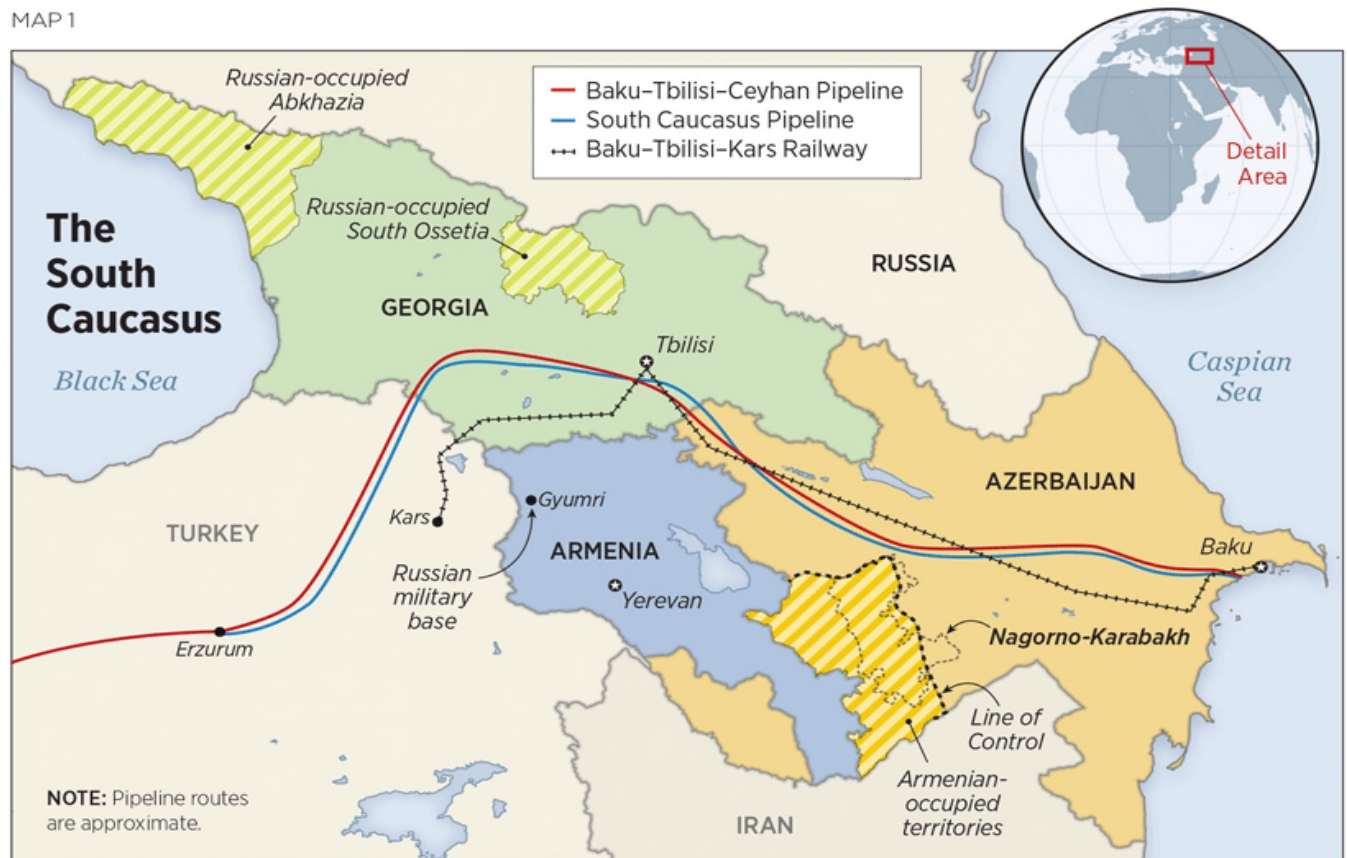 MAP 1
Russian-occupied
Abkhazia
Baku–Tbilisi–Ceyhan Pipeline
South Caucasus Pipeline
Baku–Tbilisi–Kars Railway
Detail
Area
The
South
Caucasus
Black Sea
Russian-occupied
South Ossetia
RUSSIA
GEORGIA
Tbilisi
Caspian
Sea
AZERBAIJAN
Gyumri
Kars
TURKEY
ARMENIA
Baku
Russian
military
base
Yerevan
Nagorno-Karabakh
Erzurum
Line of
Control
Armenian-
occupied
territories
NOTE: Pipeline routes
are approximate.
IRAN